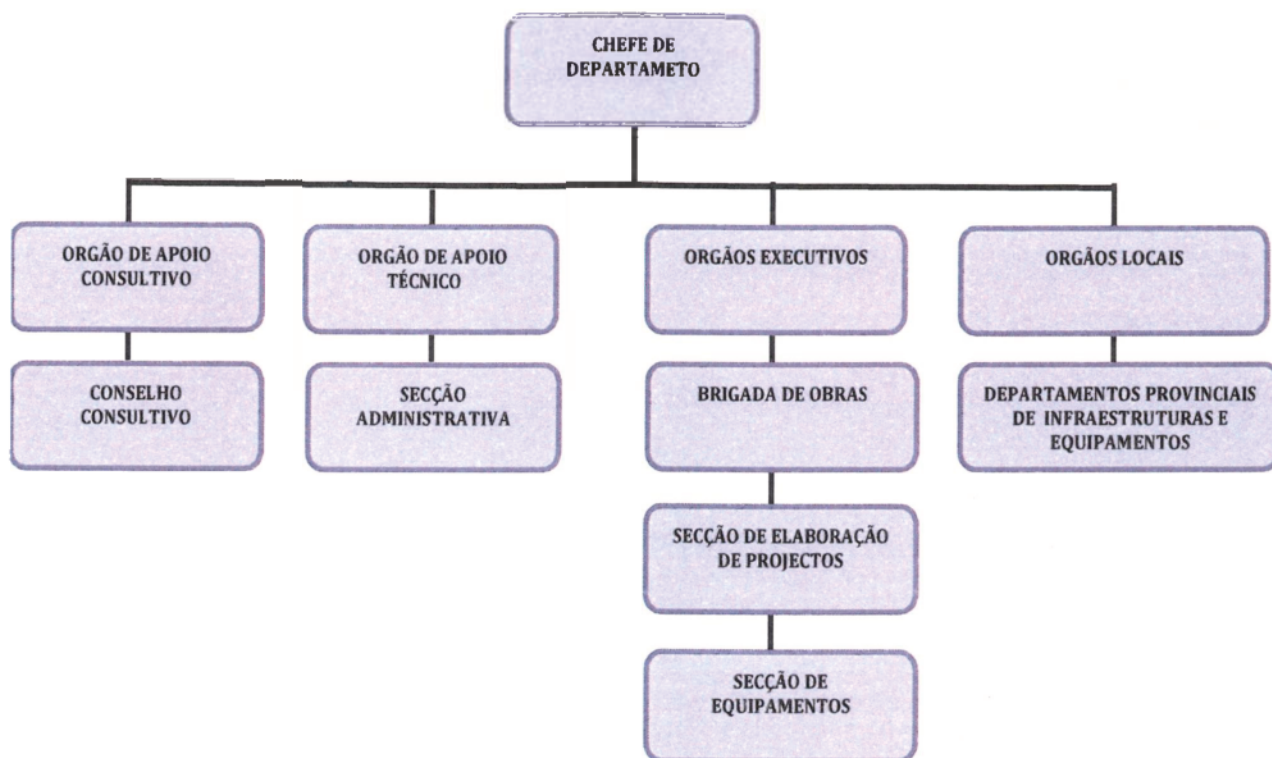 CHEFE DE
DEPARTAMETO
ORGÃO DE APOIO
CONSULTIVO
ORGÃO DE APOIO
TÉCNICO
ORGÃOS EXECUTIVOS
ORGÃOS LOCAIS
CONSELHO
CONSULTIVO
SECÇÃO
ADMINISTRATIVA
BRIGADA DE OBRAS
DEPARTAMENTOS PROVINCIAIS
DE INFRAESTRUTURAS E
EQUIPAMENTOS
SECÇÃO DE ELABORAÇÃO
DE PROJECTOS
SECÇÃO DE
EQUIPAMENTOS